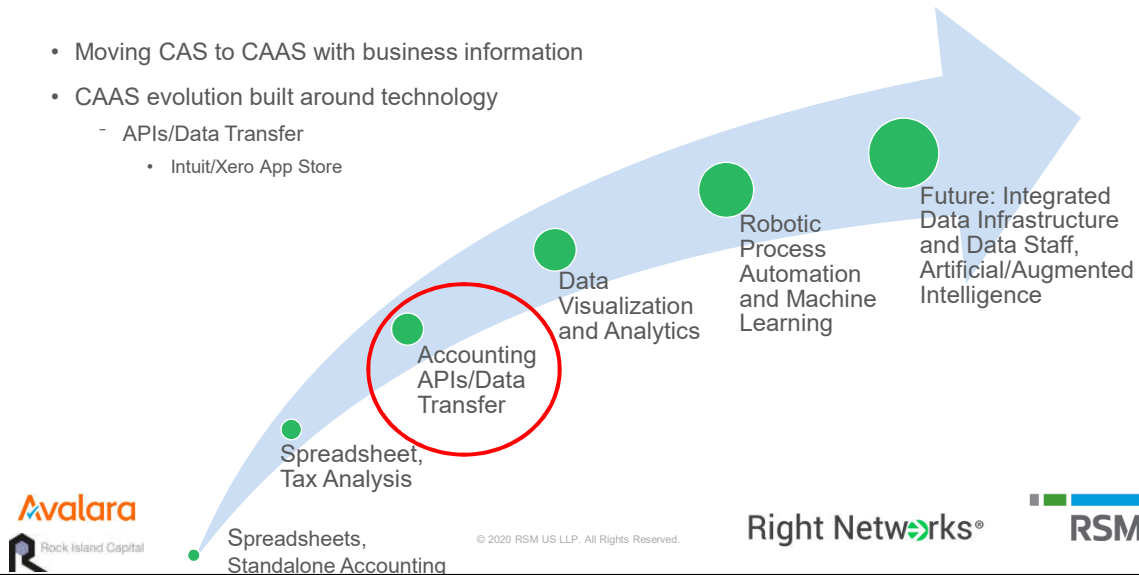 • Moving CAS to CAAS with business information
• CAAS evolution built around technology
- APIs/Data Transfer
• Intuit/Xero App Store
Future: Integrated
Data Infrastructure
and Data Staff,
Artificial/Augmented
Intelligence
Robotic
Process
Automation
and Machine
Learning
Data
Visualization
and Analytics
Accounting
APIs/Data
Transfer
Spreadsheet,
Tax Analysis
Spreadsheets,
Standalone Accounting
Avalara
Rock Island Capital
© 2020 RSM US LLP. All Rights Reserved.
Right Networks®
RSM